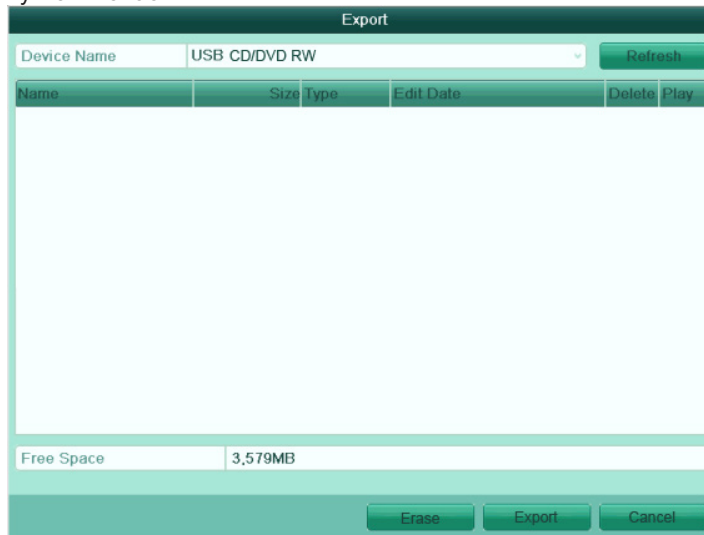 Export
Device Name USB CD/DVD RW Refresh
Name Size Type Edit Date Delete Play
Free Space 3,579MB
Erase Export Cancel